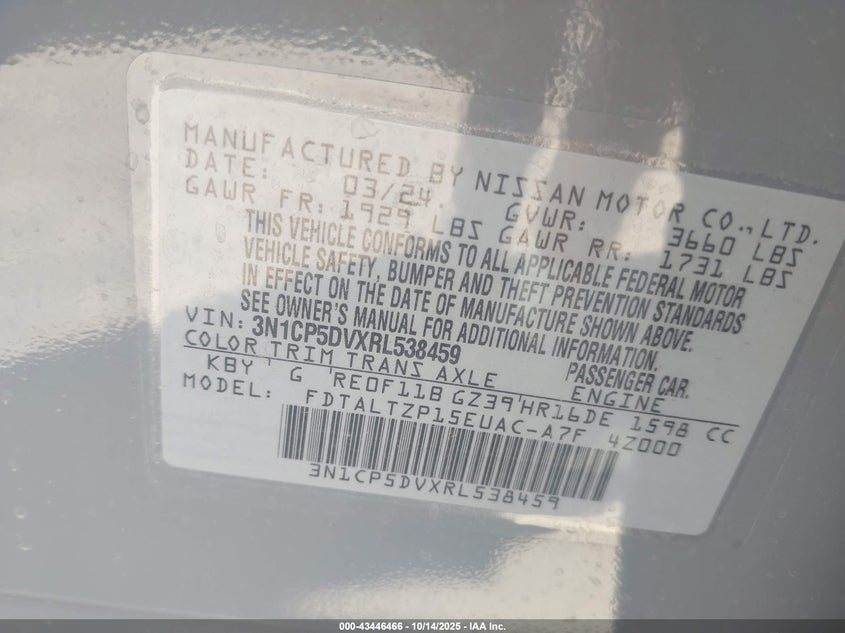 MANUFACTURED BY NISSAN MOTOR CO.,LTD.
DATE: 03/24 GVWR: 3660 LBS
GAWR FR: 1929 LBS GAWR RR: 1731 LBS
THIS VEHICLE CONFORMS TO ALL APPLICABLE FEDERAL MOTOR
VEHICLE SAFETY, BUMPER AND THEFT PREVENTION STANDARDS
IN EFFECT ON THE DATE OF MANUFACTURE SHOWN ABOVE.
SEE OWNER'S MANUAL FOR ADDITIONAL INFORMATION.
VIN: 3N1CP5DVXRL538459 PASSENGER CAR.
COLOR TRIM TRANS AXLE ENGINE
KBY G RE0F11B GZ39 HR16DE 1598 CC
MODEL: FDTALTZP15EUAC-A7F 4Z000
3N1CP5DVXRL538459
000-43446466 - 10/14/2025 - IAA Inc.